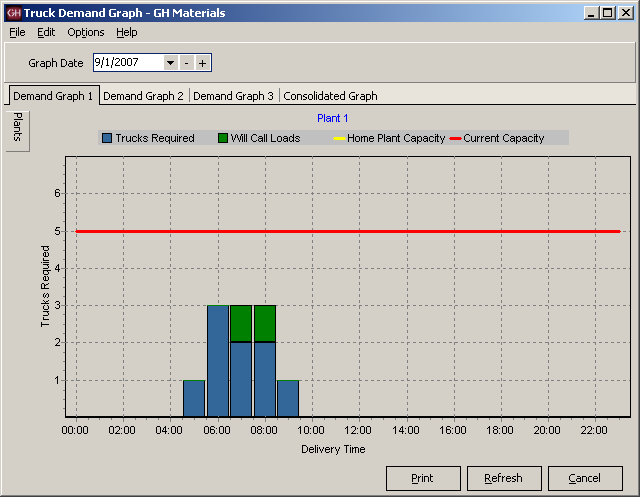 GH Truck Demand Graph - GH Materials
File Edit Options Help
Graph Date 9/1/2007 - +
Demand Graph 1 Demand Graph 2 Demand Graph 3 Consolidated Graph
Plants
Plant 1
Trucks Required Will Call Loads Home Plant Capacity Current Capacity
Trucks Required
6
5
4
3
2
1
00:00 02:00 04:00 06:00 08:00 10:00 12:00 14:00 16:00 18:00 20:00 22:00
Delivery Time
Print Refresh Cancel